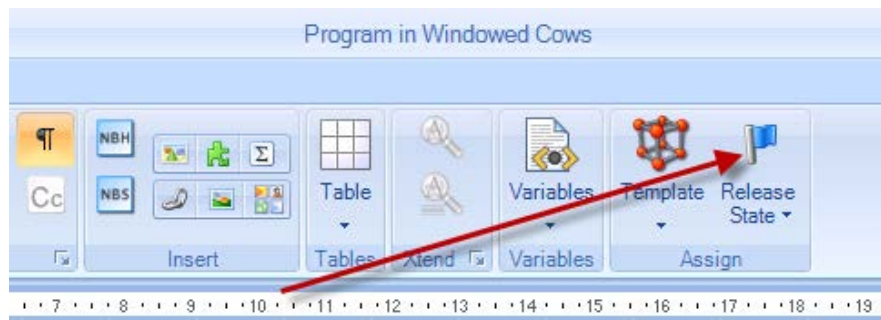 Program in Windowed Cows
¶ NBH Σ
Cc NBS Table Variables Template Release
State
Insert Tables Xtend Variables Assign
7 8 9 10 11 12 13 14 15 16 17 18 19